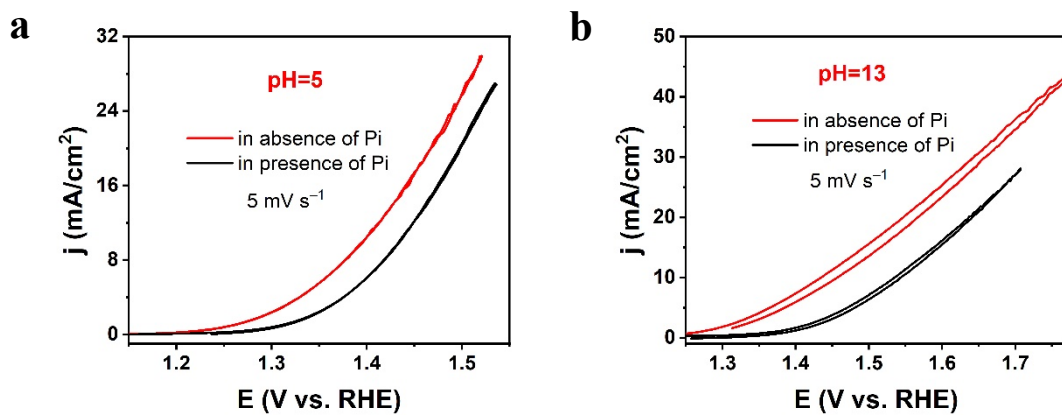 a
pH=5
in absence of Pi
in presence of Pi
5 mV s⁻¹
j (mA/cm²)
32
24
16
8
0
1.2
1.3
1.4
1.5
E (V vs. RHE)
b
pH=13
in absence of Pi
in presence of Pi
5 mV s⁻¹
j (mA/cm²)
50
40
30
20
10
0
1.3
1.4
1.5
1.6
1.7
E (V vs. RHE)